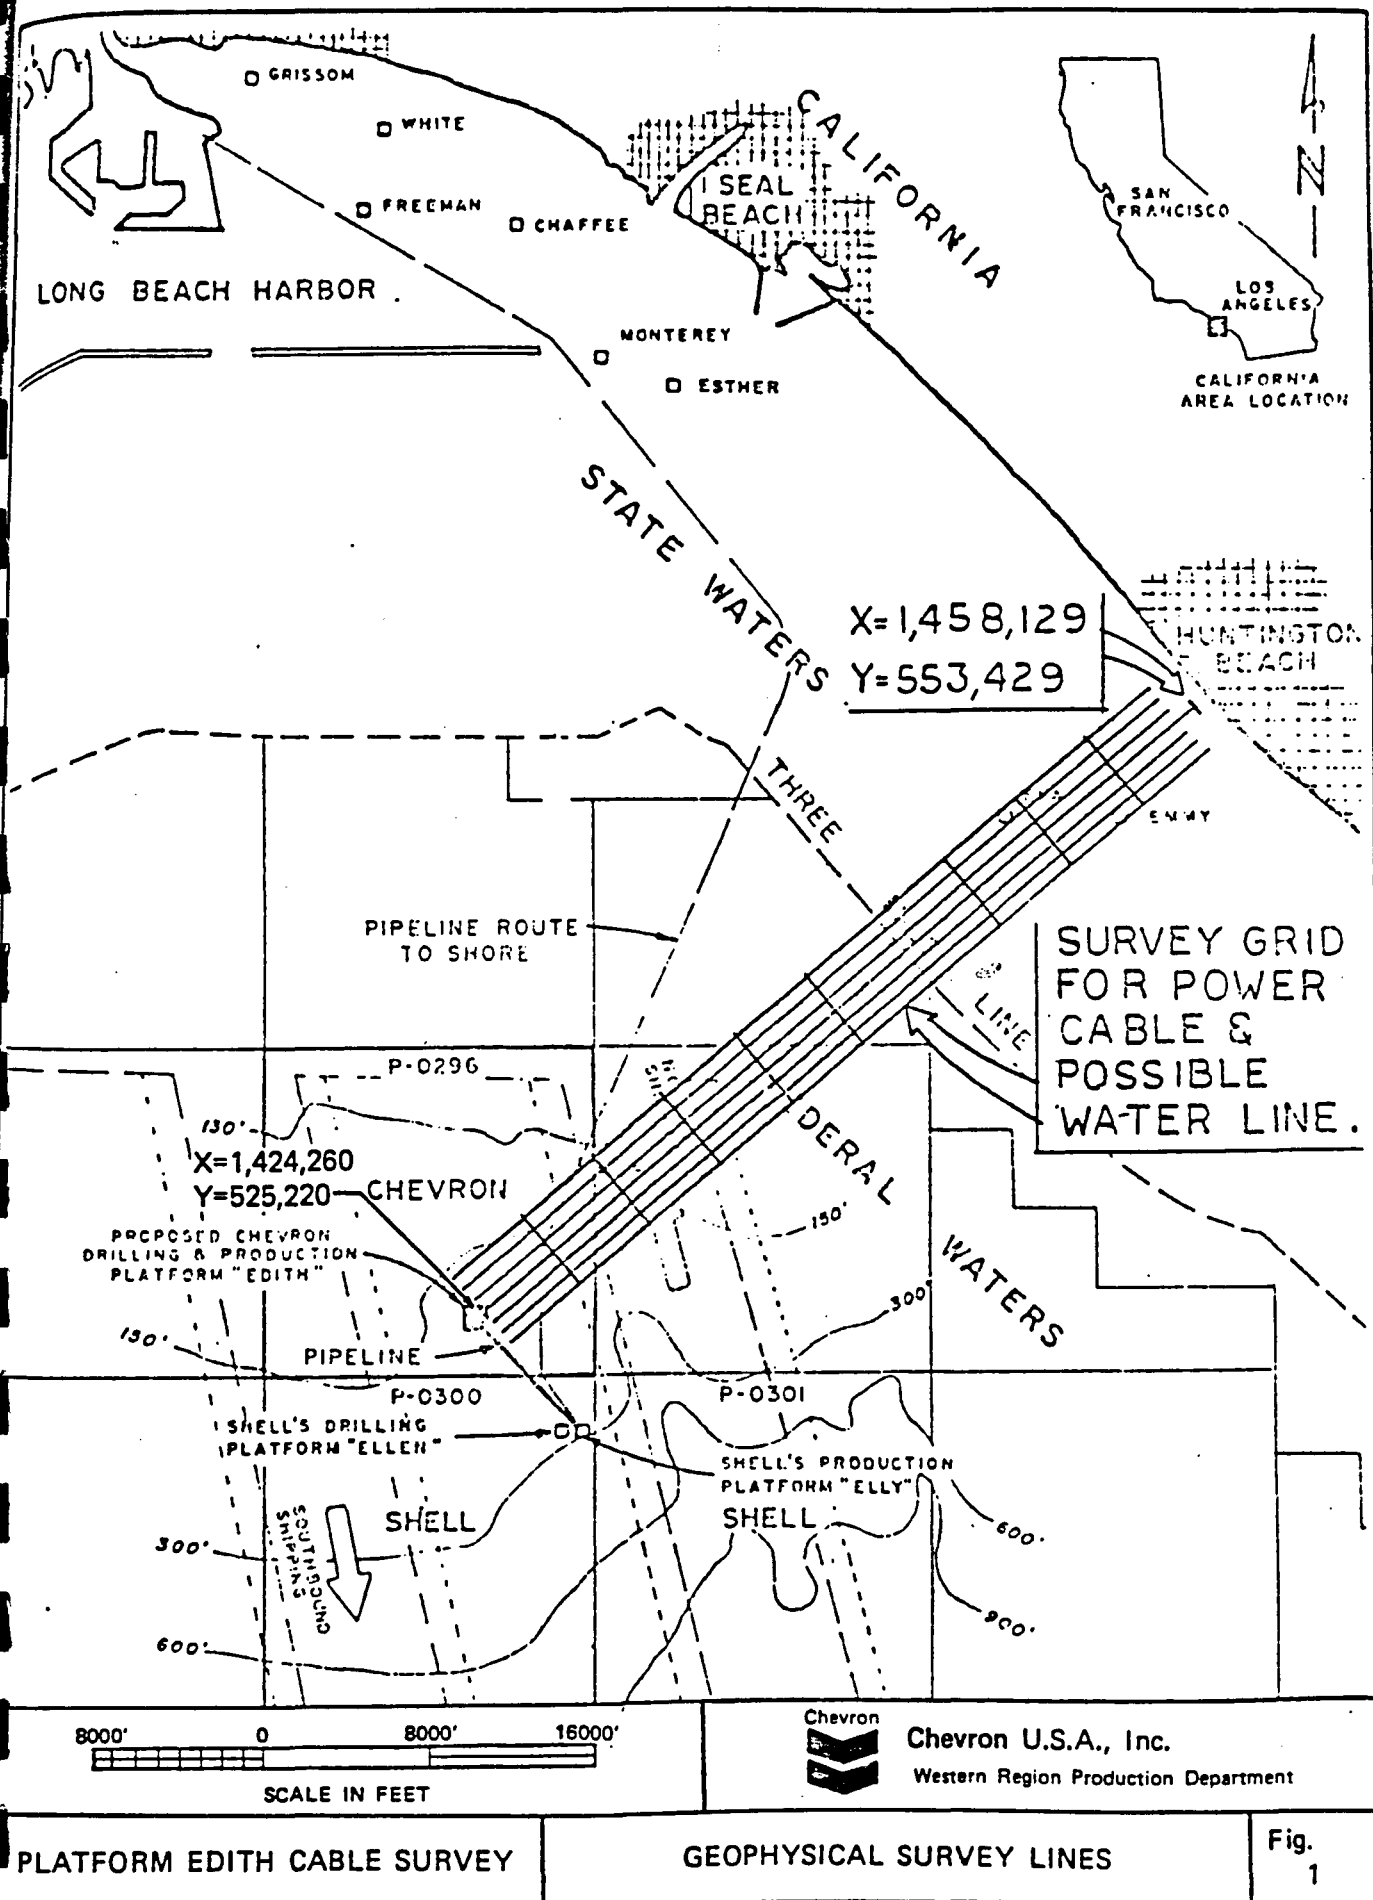 GRISSOM
WHITE
FREEMAN
CHAFFEE
SEAL
BEACH
CALIFORNIA
N
SAN
FRANCISCO
LOS
ANGELES
CALIFORNIA
AREA LOCATION
LONG BEACH HARBOR
MONTEREY
ESTHER
STATE WATERS
X=1,458,129
Y=553,429
HUNTINGTON
BEACH
THREE
EMMY
PIPELINE ROUTE
TO SHORE
LINE
SURVEY GRID
FOR POWER
CABLE &
POSSIBLE
WATER LINE.
P-0296
130'
X=1,424,260
Y=525,220
CHEVRON
DERAL
WATERS
150'
PROPOSED CHEVRON
DRILLING & PRODUCTION
PLATFORM "EDITH"
300'
130'
PIPELINE
P-0300
P-0301
SHELL'S DRILLING
PLATFORM "ELLEN"
SHELL'S PRODUCTION
PLATFORM "ELLY"
SHELL
SHELL
SOUTHBOUND
SHIPPING
300'
600'
600'
900'
8000' 0 8000' 16000'
SCALE IN FEET
Chevron
Chevron U.S.A., Inc.
Western Region Production Department
PLATFORM EDITH CABLE SURVEY
GEOPHYSICAL SURVEY LINES
Fig.
1